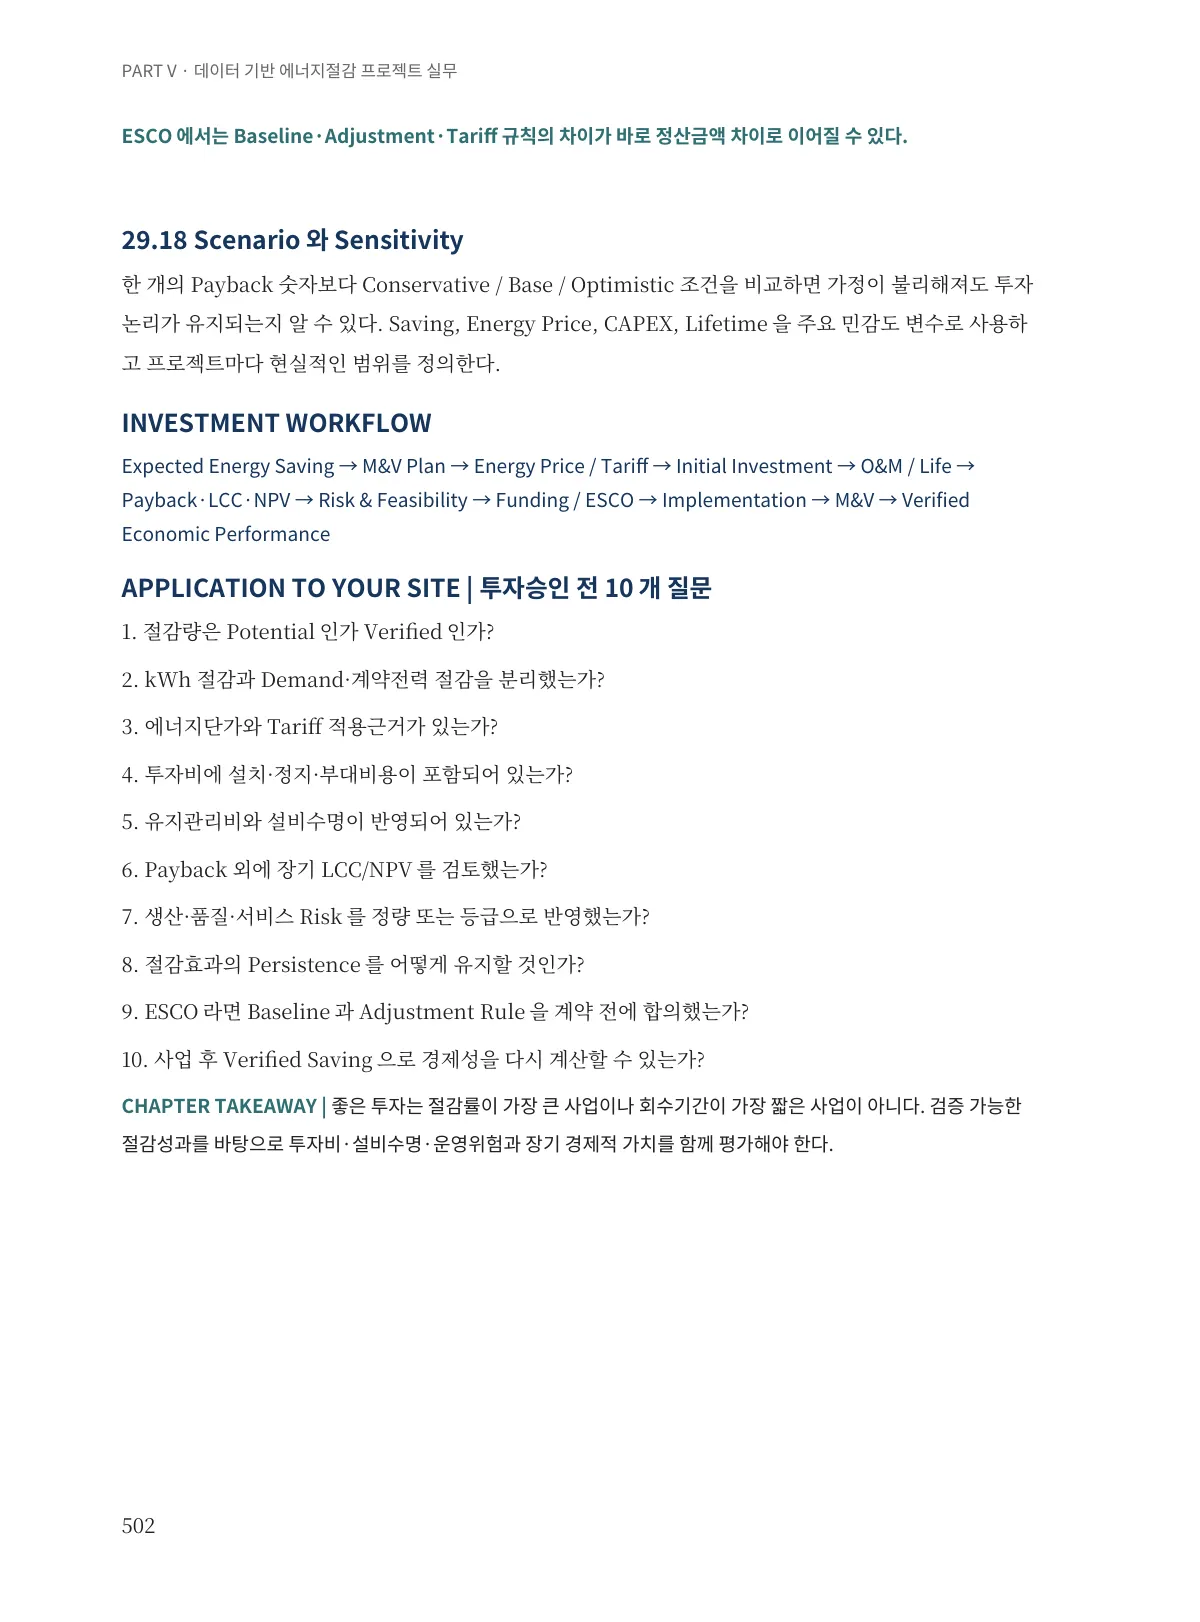 PART V · 데이터 기반 에너지절감 프로젝트 실무
ESCO 에서는 Baseline·Adjustment·Tariff 규칙의 차이가 바로 정산금액 차이로 이어질 수 있다.
29.18 Scenario 와 Sensitivity
한 개의 Payback 숫자보다 Conservative / Base / Optimistic 조건을 비교하면 가정이 불리해져도 투자
논리가 유지되는지 알 수 있다. Saving, Energy Price, CAPEX, Lifetime 을 주요 민감도 변수로 사용하
고 프로젝트마다 현실적인 범위를 정의한다.
INVESTMENT WORKFLOW
Expected Energy Saving → M&V Plan → Energy Price / Tariff → Initial Investment → O&M / Life →
Payback·LCC·NPV → Risk & Feasibility → Funding / ESCO → Implementation → M&V → Verified
Economic Performance
APPLICATION TO YOUR SITE | 투자승인 전 10 개 질문
1. 절감량은 Potential 인가 Verified 인가?
2. kWh 절감과 Demand·계약전력 절감을 분리했는가?
3. 에너지단가와 Tariff 적용근거가 있는가?
4. 투자비에 설치·정지·부대비용이 포함되어 있는가?
5. 유지관리비와 설비수명이 반영되어 있는가?
6. Payback 외에 장기 LCC/NPV 를 검토했는가?
7. 생산·품질·서비스 Risk 를 정량 또는 등급으로 반영했는가?
8. 절감효과의 Persistence 를 어떻게 유지할 것인가?
9. ESCO 라면 Baseline 과 Adjustment Rule 을 계약 전에 합의했는가?
10. 사업 후 Verified Saving 으로 경제성을 다시 계산할 수 있는가?
CHAPTER TAKEAWAY | 좋은 투자는 절감률이 가장 큰 사업이나 회수기간이 가장 짧은 사업이 아니다. 검증 가능한
절감성과를 바탕으로 투자비·설비수명·운영위험과 장기 경제적 가치를 함께 평가해야 한다.
502